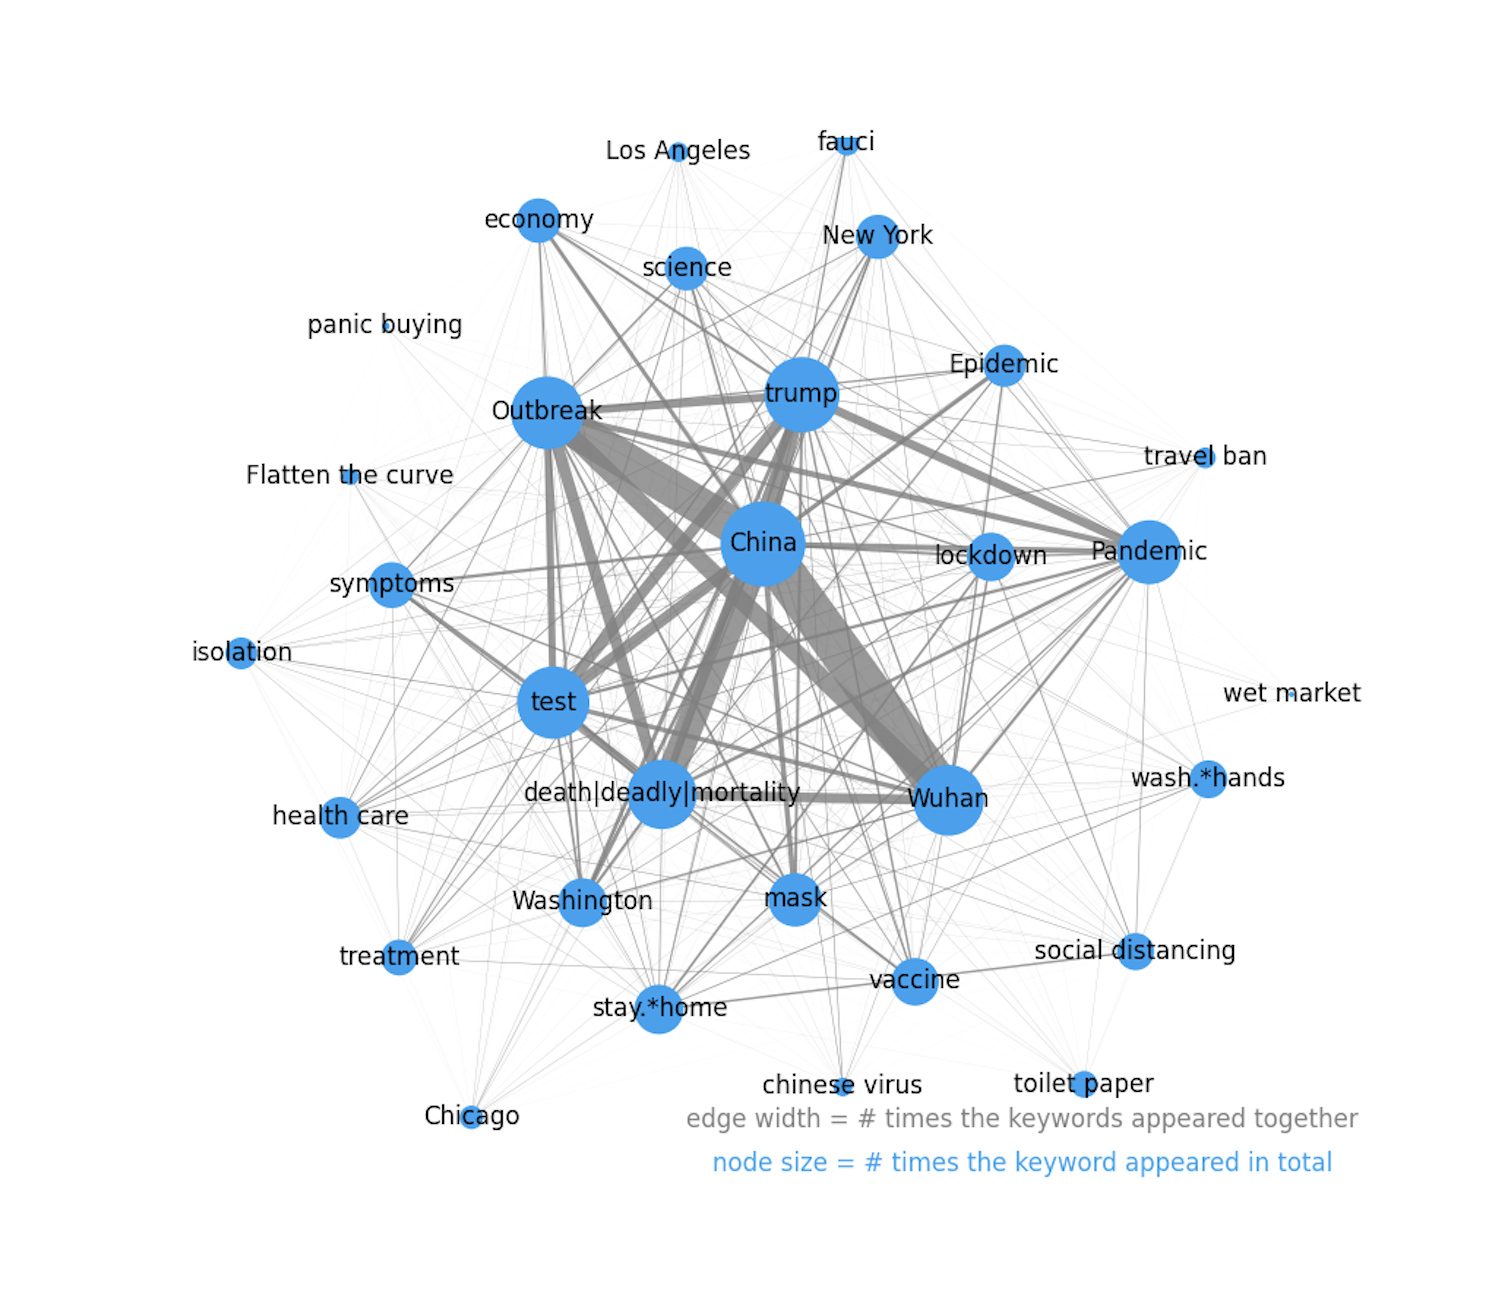 fauci
Los Angeles
economy
New York
science
panic buying
Epidemic
trump
Outbreak
travel ban
Flatten the curve
China
Pandemic
lockdown
symptoms
isolation
wet market
test
wash.*hands
death|deadly|mortality
Wuhan
health care
mask
Washington
social distancing
treatment
vaccine
stay.*home
chinese virus
toilet paper
Chicago
edge width = # times the keywords appeared together
node size = # times the keyword appeared in total